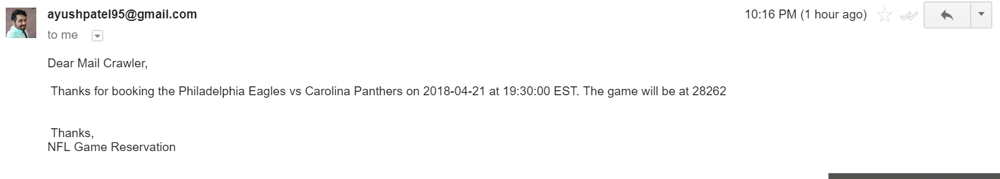 ayushpatel95@gmail.com 10:16 PM (1 hour ago)
to me
Dear Mail Crawler,
Thanks for booking the Philadelphia Eagles vs Carolina Panthers on 2018-04-21 at 19:30:00 EST. The game will be at 28262
Thanks,
NFL Game Reservation